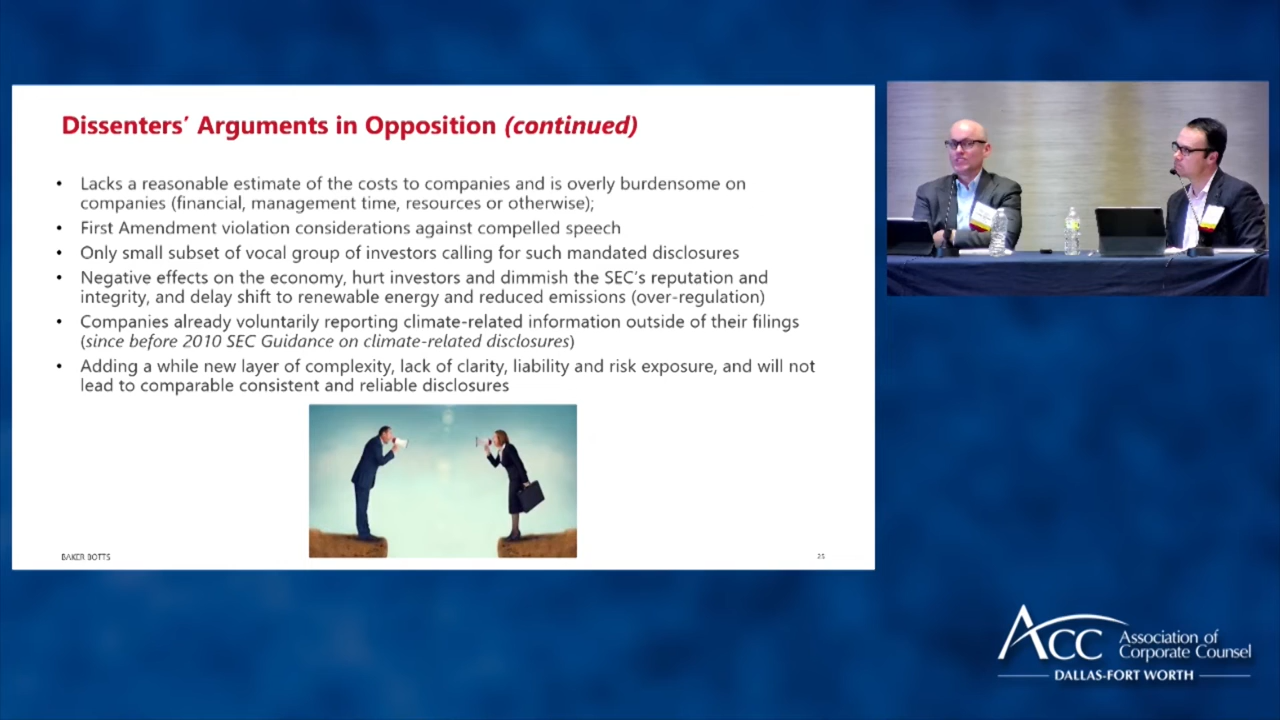 Dissenters' Arguments in Opposition (continued)
• Lacks a reasonable estimate of the costs to companies and is overly burdensome on
companies (financial, management time, resources or otherwise);
• First Amendment violation considerations against compelled speech
• Only small subset of vocal group of investors calling for such mandated disclosures
• Negative effects on the economy, hurt investors and dimmish the SEC's reputation and
integrity, and delay shift to renewable energy and reduced emissions (over-regulation)
• Companies already voluntarily reporting climate-related information outside of their filings
(since before 2010 SEC Guidance on climate-related disclosures)
• Adding a while new layer of complexity, lack of clarity, liability and risk exposure, and will not
lead to comparable consistent and reliable disclosures
BAKER BOTTS
ACC Association of
Corporate Counsel
DALLAS-FORT WORTH